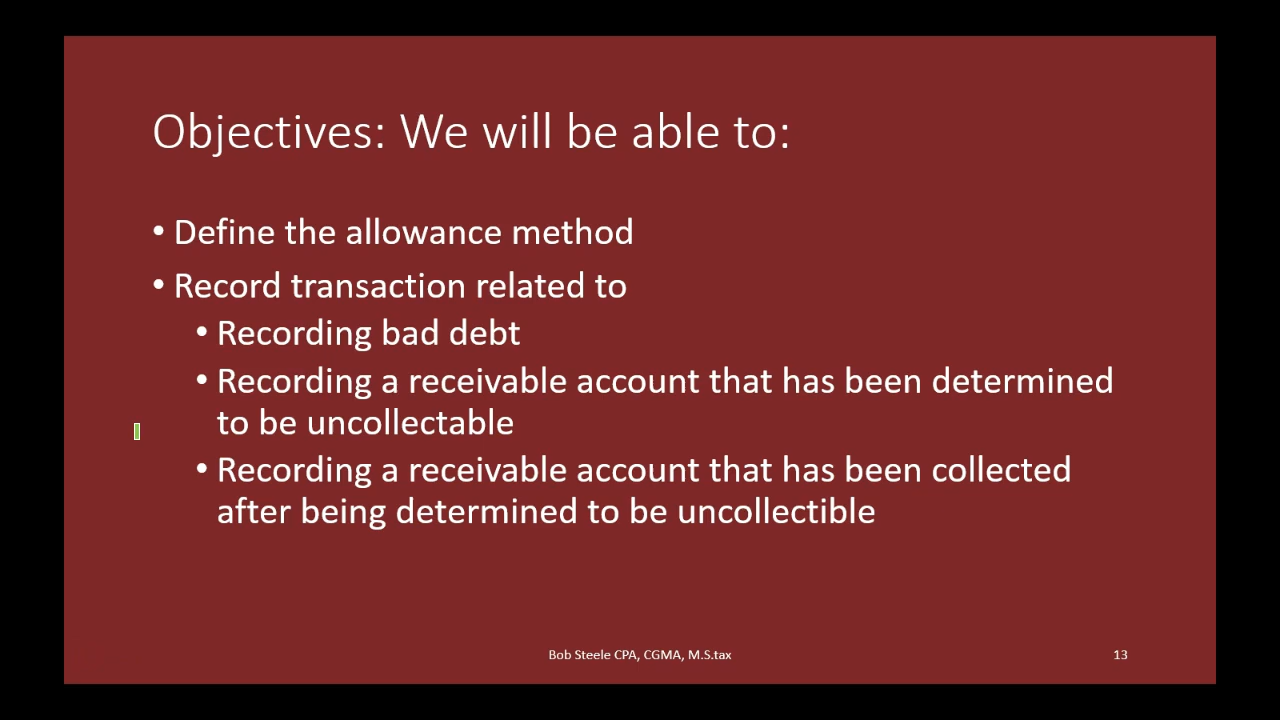 Objectives: We will be able to:
• Define the allowance method
• Record transaction related to
• Recording bad debt
• Recording a receivable account that has been determined
to be uncollectable
• Recording a receivable account that has been collected
after being determined to be uncollectible
Bob Steele CPA, CGMA, M.S.tax
13